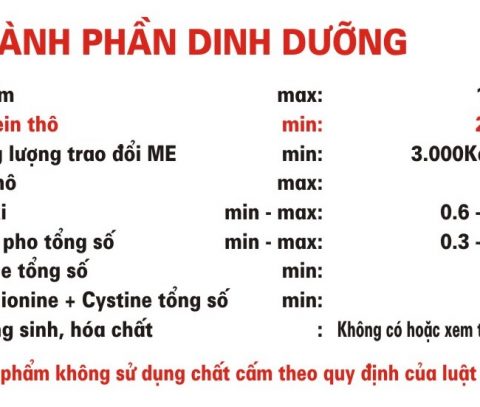 ÀNH PHẦN DINH DƯỠNG
m max: 1
ein thô min: 2
g lượng trao đổi ME min: 3.000K
hô max:
i min - max: 0.6 -
pho tổng số min - max: 0.3 -
e tổng số min:
ionine + Cystine tổng số min:
ng sinh, hóa chất : Không có hoặc xem t
phẩm không sử dụng chất cấm theo quy định của luật